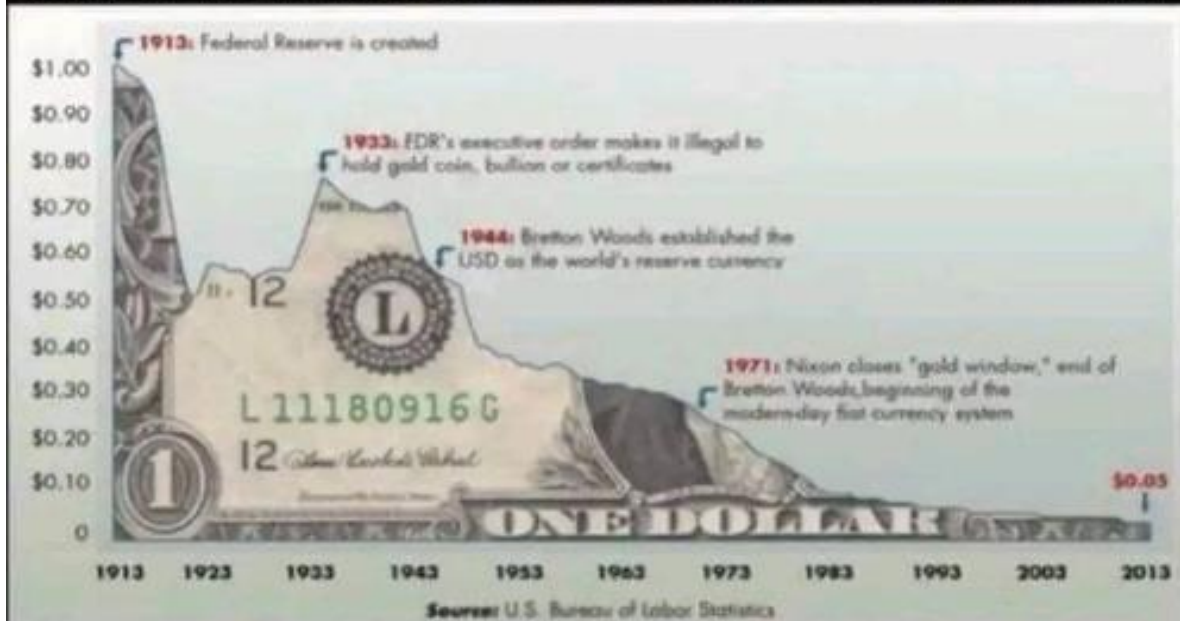 1913: Federal Reserve is created
$1.00
$0.90
1933: FDR's executive order makes it illegal to
hold gold coin, bullion or certificates
$0.80
$0.70
1944: Bretton Woods established the
USD as the world's reserve currency
$0.60
$0.50
12
L
$0.40
1971: Nixon closes "gold window," end of
Bretton Woods, beginning of the
modern-day fiat currency system
$0.30
L 11180916 G
$0.20
12
1
$0.10
$0.05
ONE DOLLAR
0
1913 1923 1933 1943 1953 1963 1973 1983 1993 2003 2013
Source: U.S. Bureau of Labor Statistics